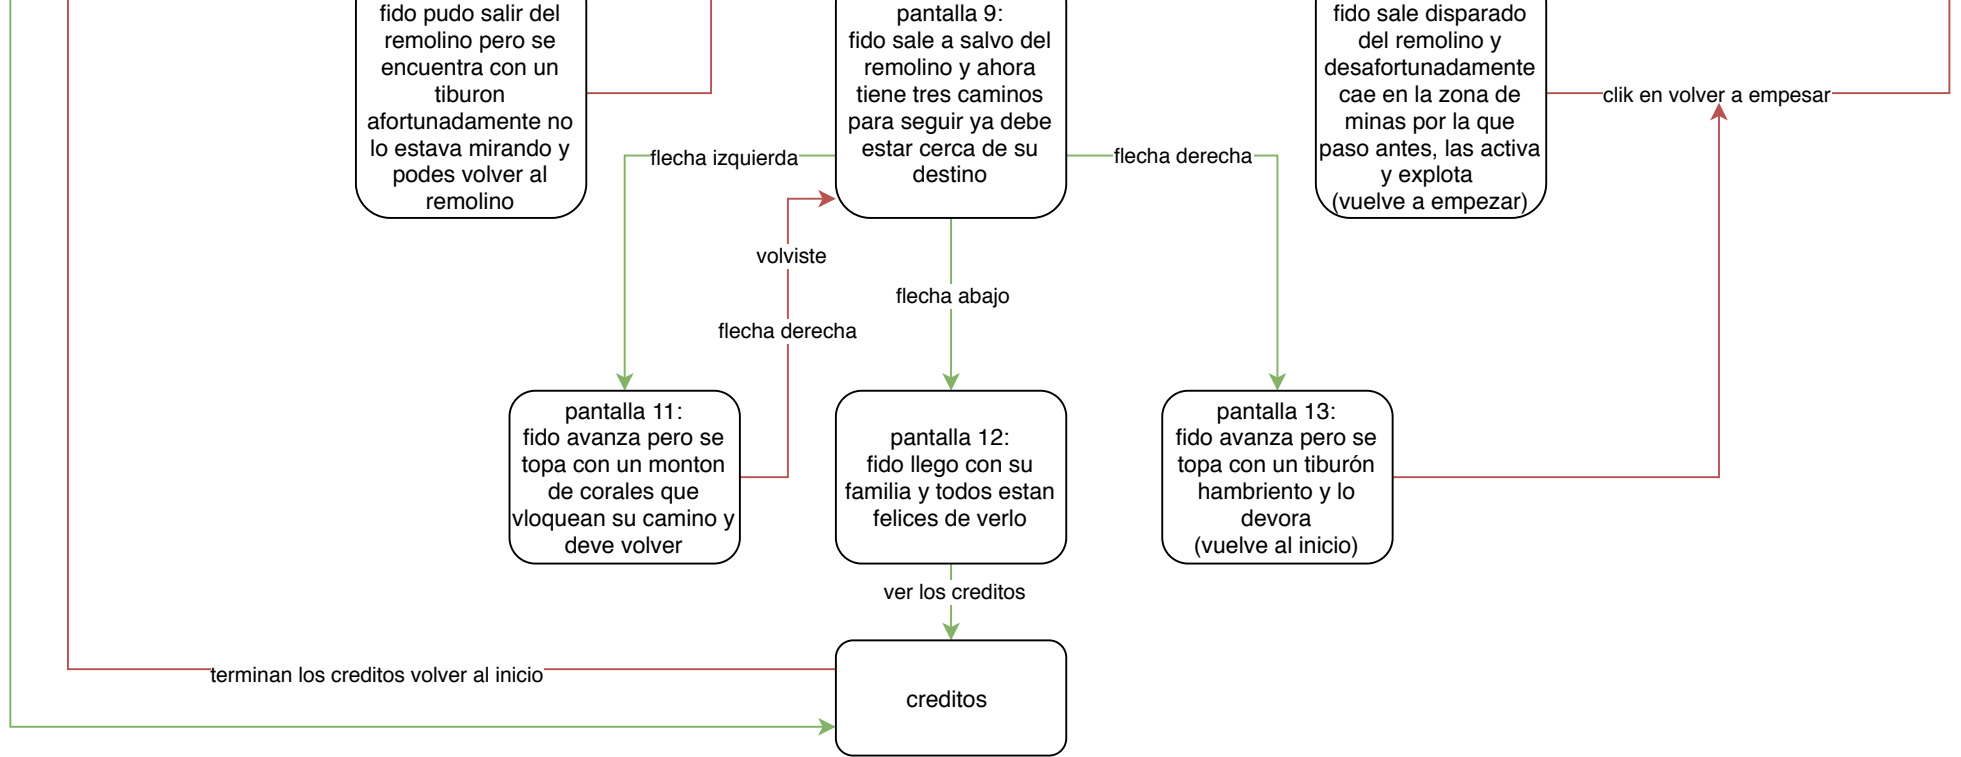 fido pudo salir del
remolino pero se
encuentra con un
tiburon
afortunadamente no
lo estava mirando y
podes volver al
remolino
pantalla 9:
fido sale a salvo del
remolino y ahora
tiene tres caminos
para seguir ya debe
estar cerca de su
destino
fido sale disparado
del remolino y
desafortunadamente
cae en la zona de
minas por la que
paso antes, las activa
y explota
(vuelve a empezar)
clik en volver a empesar
flecha izquierda
flecha derecha
volviste
flecha abajo
flecha derecha
pantalla 11:
fido avanza pero se
topa con un monton
de corales que
vloquean su camino y
deve volver
pantalla 12:
fido llego con su
familia y todos estan
felices de verlo
pantalla 13:
fido avanza pero se
topa con un tiburón
hambriento y lo
devora
(vuelve al inicio)
ver los creditos
terminan los creditos volver al inicio
creditos